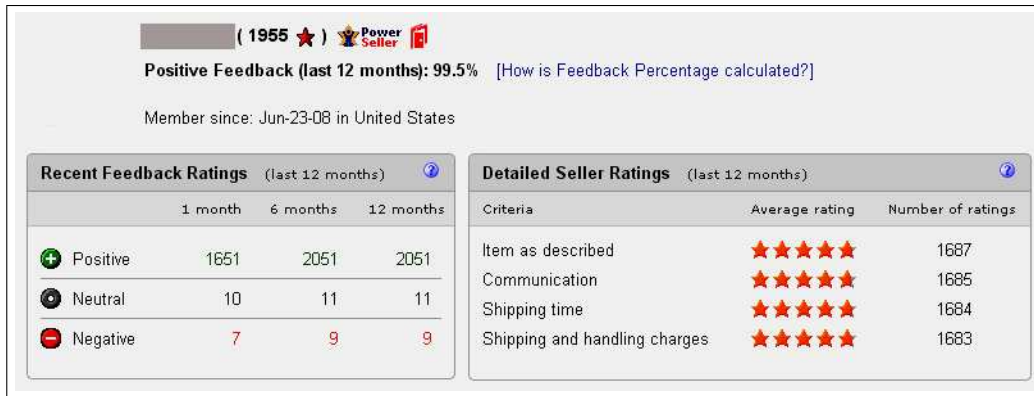 ( 1955 ) Power Seller
Positive Feedback (last 12 months): 99.5% [How is Feedback Percentage calculated?]
Member since: Jun-23-08 in United States
Recent Feedback Ratings (last 12 months) ?
1 month 6 months 12 months
Positive 1651 2051 2051
Neutral 10 11 11
Negative 7 9 9
Detailed Seller Ratings (last 12 months) ?
Criteria Average rating Number of ratings
Item as described 1687
Communication 1685
Shipping time 1684
Shipping and handling charges 1683